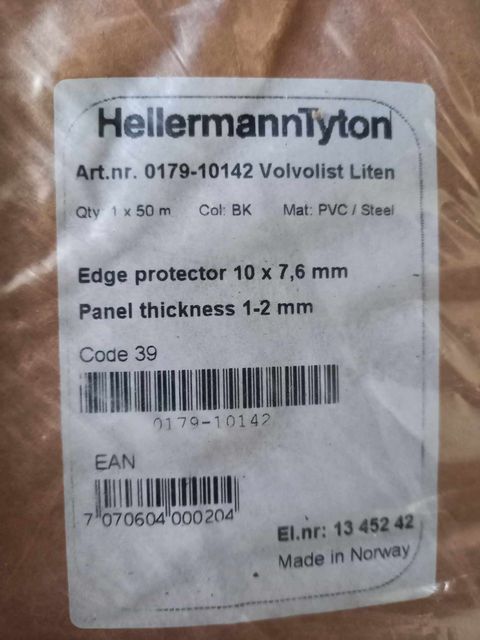 HellermannTyton
Art.nr. 0179-10142 Volvolist Liten
Qty 1 x 50 m Col: BK Mat: PVC / Steel
Edge protector 10 x 7,6 mm
Panel thickness 1-2 mm
Code 39
0179-10142
EAN
7 070604 000204
El.nr: 13 452 42
Made in Norway